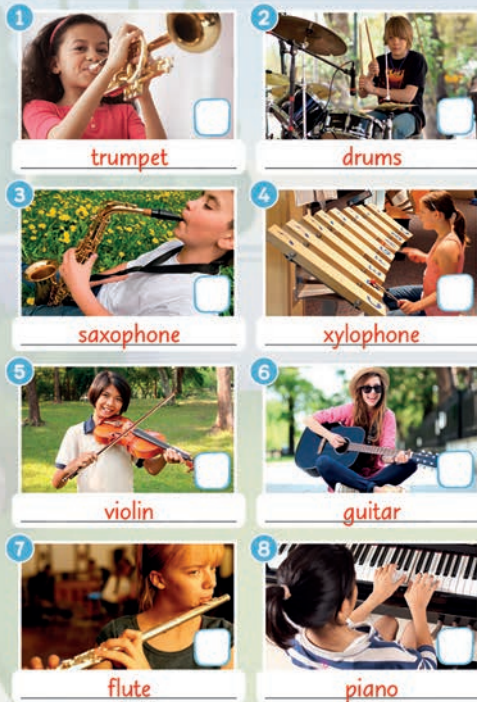 1
2
trumpet
drums
3
4
saxophone
xylophone
5
6
violin
guitar
7
8
flute
piano